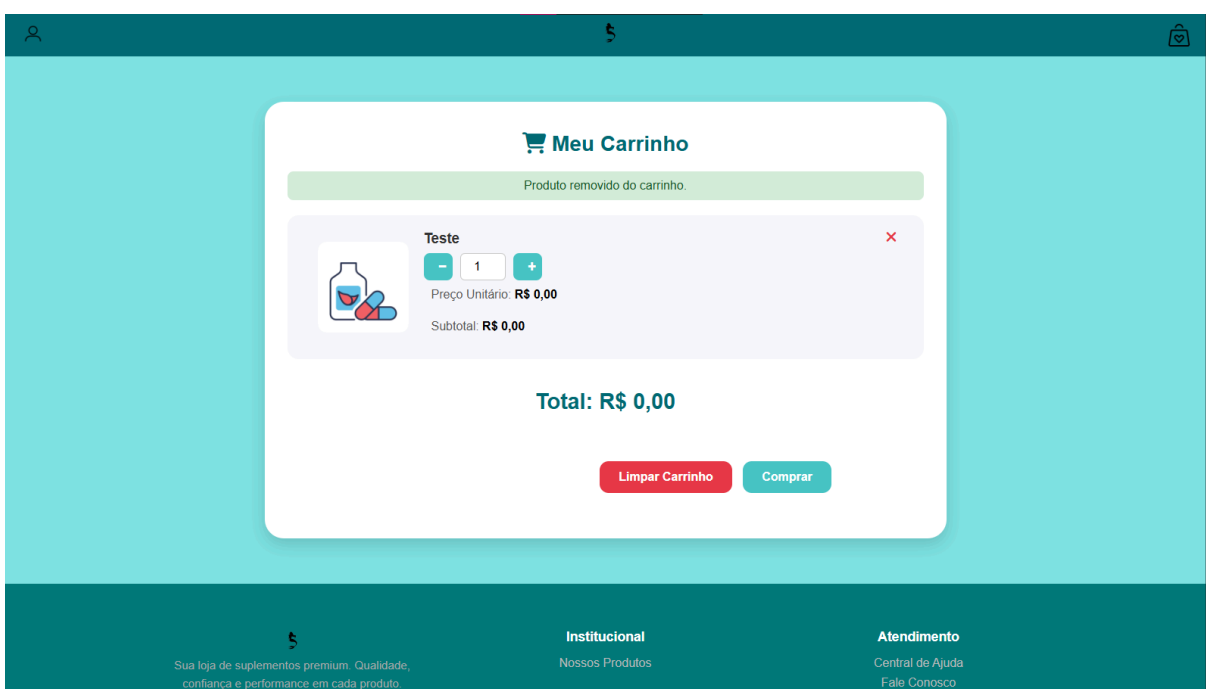 Meu Carrinho
Produto removido do carrinho.
Teste
- 1 +
Preço Unitário: R$ 0,00
Subtotal: R$ 0,00
Total: R$ 0,00
Limpar Carrinho Comprar
Sua loja de suplementos premium. Qualidade,
confiança e performance em cada produto.
Institucional
Nossos Produtos
Atendimento
Central de Ajuda
Fale Conosco